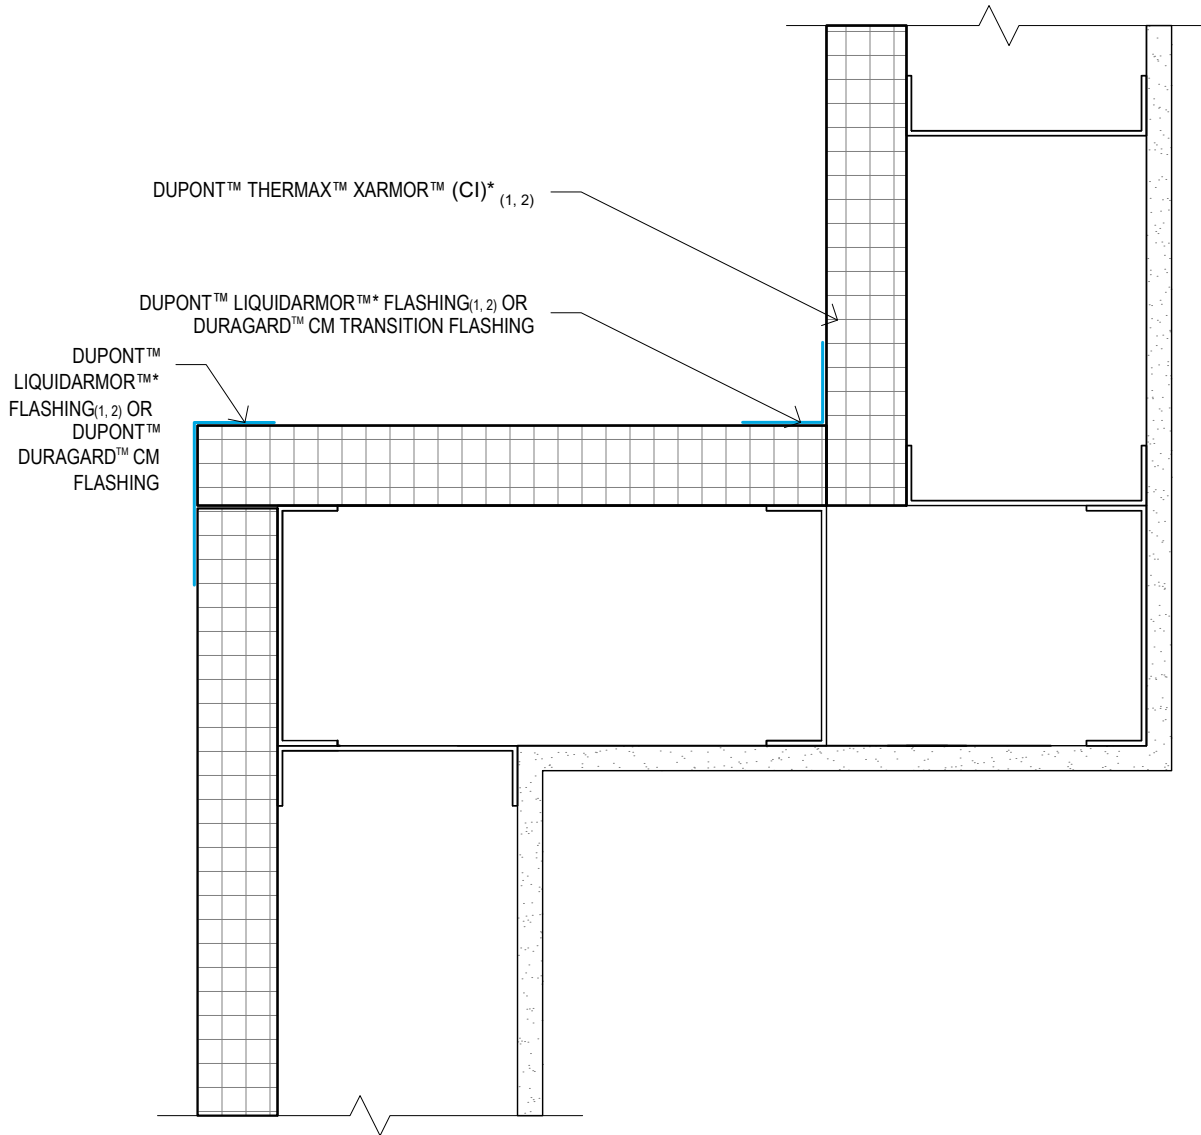 DUPONT™ THERMAX™ XARMOR™ (CI)* (1, 2)
DUPONT™ LIQUIDARMOR™* FLASHING(1, 2) OR
DURAGARD™ CM TRANSITION FLASHING
DUPONT™
LIQUIDARMOR™*
FLASHING(1, 2) OR
DUPONT™
DURAGARD™ CM
FLASHING